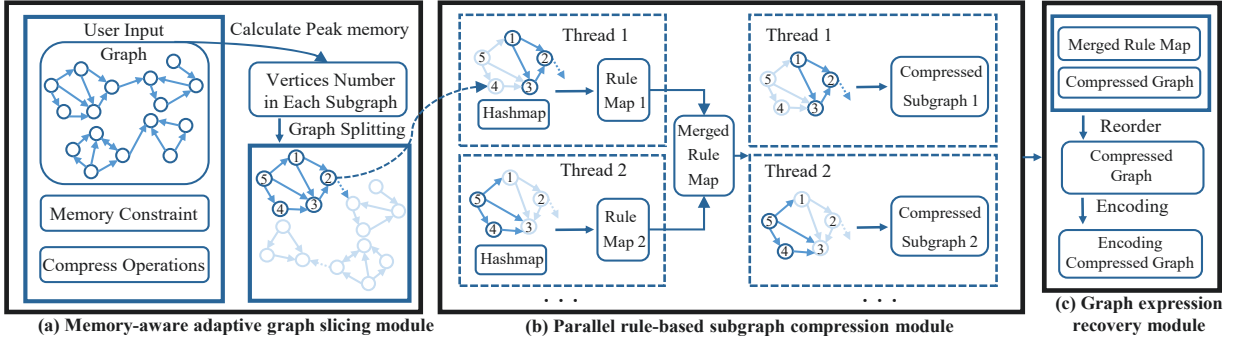 User Input
Graph
Memory Constraint
Compress Operations
Calculate Peak memory
Vertices Number
in Each Subgraph
Graph Splitting
1
2
5
4
3
(a) Memory-aware adaptive graph slicing module
Thread 1
1
2
5
4
3
Hashmap
Rule
Map 1
Thread 2
1
5
2
4
3
Hashmap
Rule
Map 2
Merged
Rule
Map
Thread 1
1
2
5
4
3
Compressed
Subgraph 1
Thread 2
1
5
2
4
3
Compressed
Subgraph 2
. . .
. . .
(b) Parallel rule-based subgraph compression module
Merged Rule Map
Compressed Graph
Reorder
Compressed
Graph
Encoding
Encoding
Compressed Graph
(c) Graph expression
recovery module